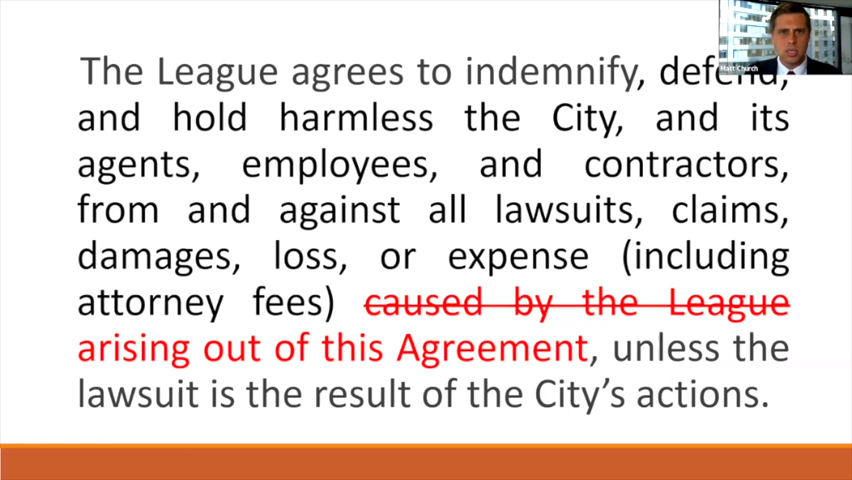 The League agrees to indemnify, defend,
and hold harmless the City, and its
agents, employees, and contractors,
from and against all lawsuits, claims,
damages, loss, or expense (including
attorney fees) caused by the League
arising out of this Agreement, unless the
lawsuit is the result of the City’s actions.
Matt Church